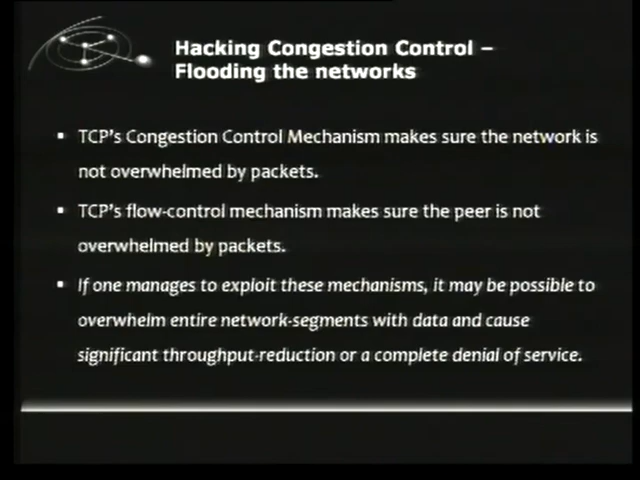 Hacking Congestion Control –
Flooding the networks
▪ TCP's Congestion Control Mechanism makes sure the network is
not overwhelmed by packets.
▪ TCP's flow-control mechanism makes sure the peer is not
overwhelmed by packets.
▪ If one manages to exploit these mechanisms, it may be possible to
overwhelm entire network-segments with data and cause
significant throughput-reduction or a complete denial of service.